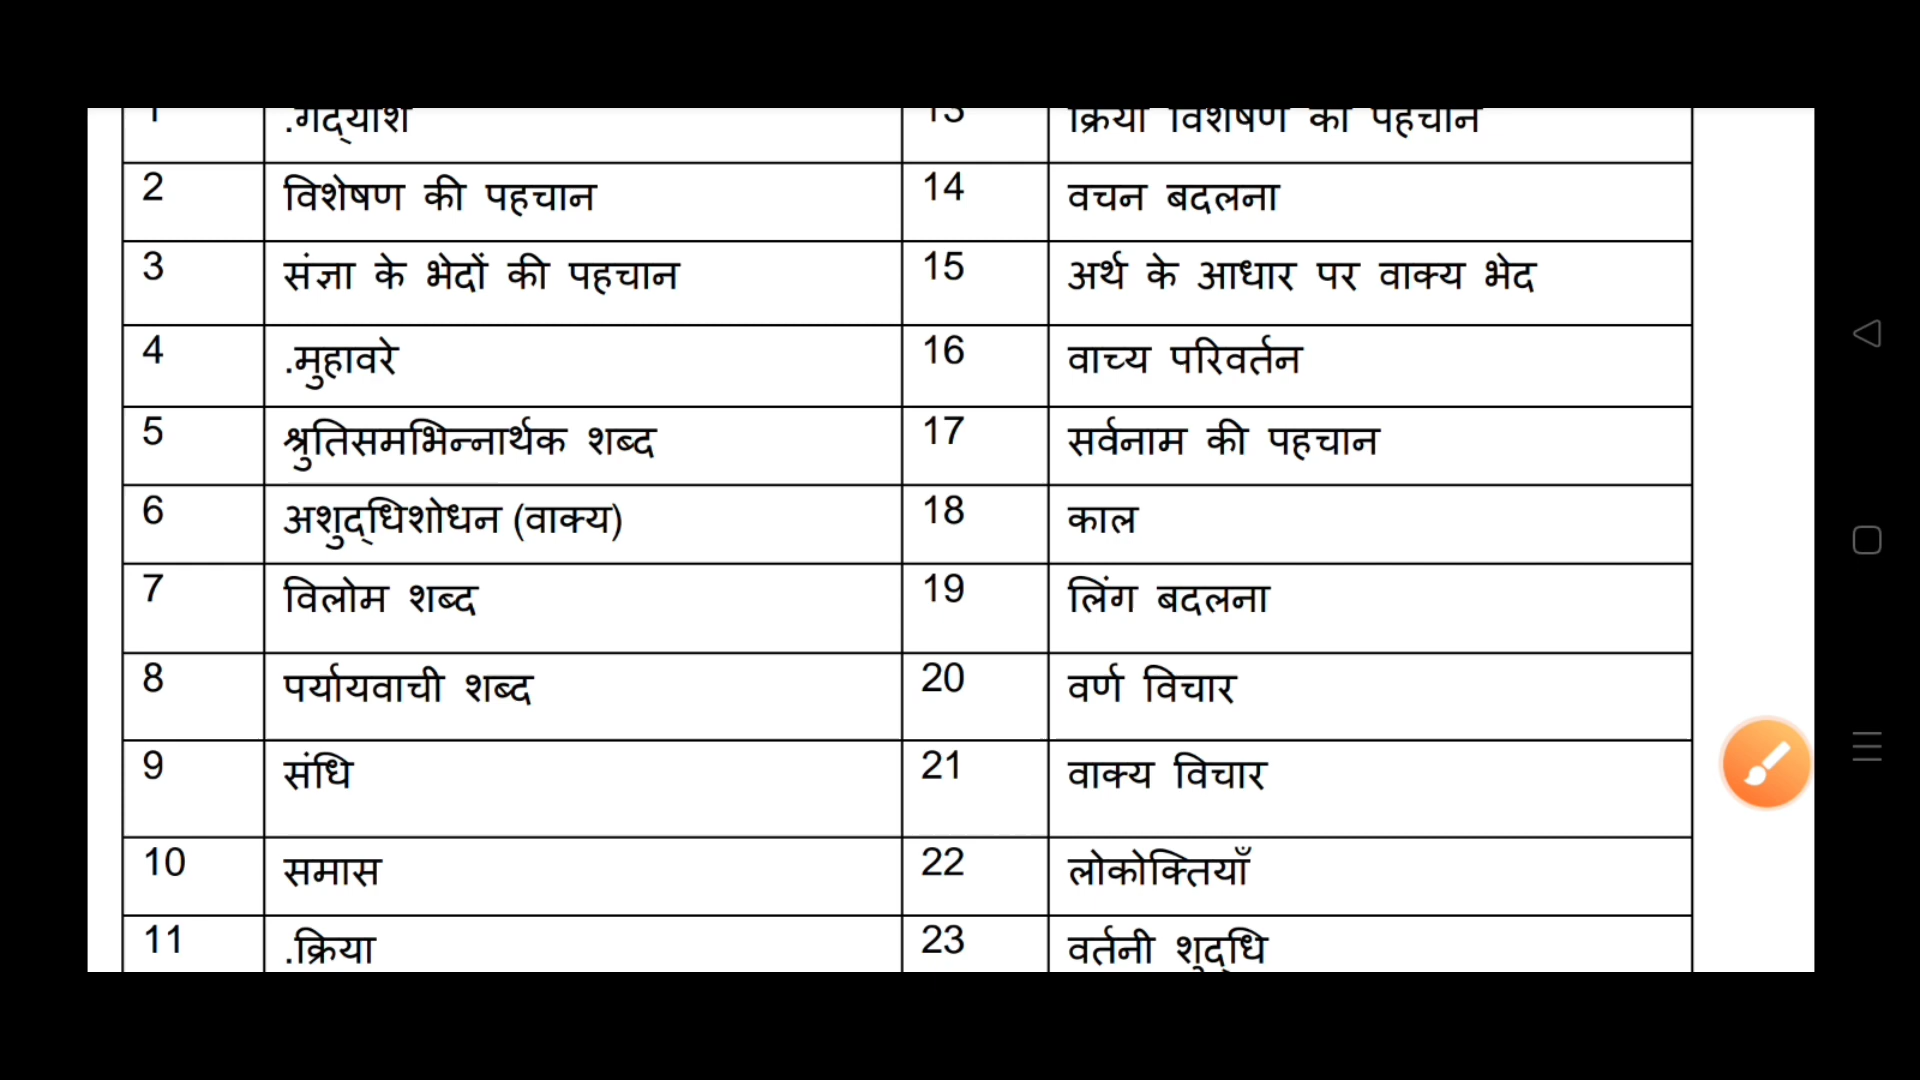 1 .गद्यांश 13 क्रिया विशेषण की पहचान
2 विशेषण की पहचान 14 वचन बदलना
3 संज्ञा के भेदों की पहचान 15 अर्थ के आधार पर वाक्य भेद
4 .मुहावरे 16 वाच्य परिवर्तन
5 श्रुतिसमभिन्नार्थक शब्द 17 सर्वनाम की पहचान
6 अशुद्धिशोधन (वाक्य) 18 काल
7 विलोम शब्द 19 लिंग बदलना
8 पर्यायवाची शब्द 20 वर्ण विचार
9 संधि 21 वाक्य विचार
10 समास 22 लोकोक्तियाँ
11 .क्रिया 23 वर्तनी शुद्धि